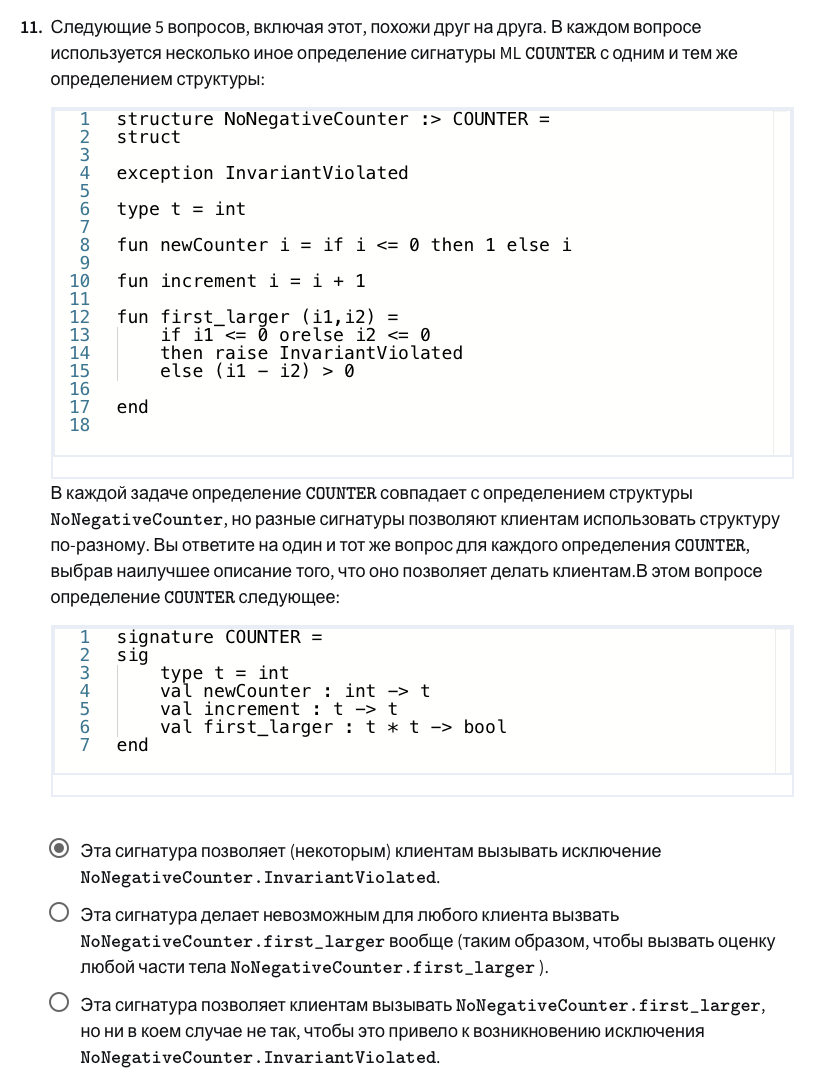 11. Следующие 5 вопросов, включая этот, похожи друг на друга. В каждом вопросе
используется несколько иное определение сигнатуры ML COUNTER с одним и тем же
определением структуры:
1 structure NoNegativeCounter :> COUNTER =
2 struct
3
4 exception InvariantViolated
5
6 type t = int
7
8 fun newCounter i = if i <= 0 then 1 else i
9
10 fun increment i = i + 1
11
12 fun first_larger (i1,i2) =
13 if i1 <= 0 orelse i2 <= 0
14 then raise InvariantViolated
15 else (i1 - i2) > 0
16
17 end
18
В каждой задаче определение COUNTER совпадает с определением структуры
NoNegativeCounter, но разные сигнатуры позволяют клиентам использовать структуру
по-разному. Вы ответите на один и тот же вопрос для каждого определения COUNTER,
выбрав наилучшее описание того, что оно позволяет делать клиентам.В этом вопросе
определение COUNTER следующее:
1 signature COUNTER =
2 sig
3 type t = int
4 val newCounter : int -> t
5 val increment : t -> t
6 val first_larger : t * t -> bool
7 end
Эта сигнатура позволяет (некоторым) клиентам вызывать исключение
NoNegativeCounter.InvariantViolated.
Эта сигнатура делает невозможным для любого клиента вызвать
NoNegativeCounter.first_larger вообще (таким образом, чтобы вызвать оценку
любой части тела NoNegativeCounter.first_larger ).
Эта сигнатура позволяет клиентам вызывать NoNegativeCounter.first_larger,
но ни в коем случае не так, чтобы это привело к возникновению исключения
NoNegativeCounter.InvariantViolated.